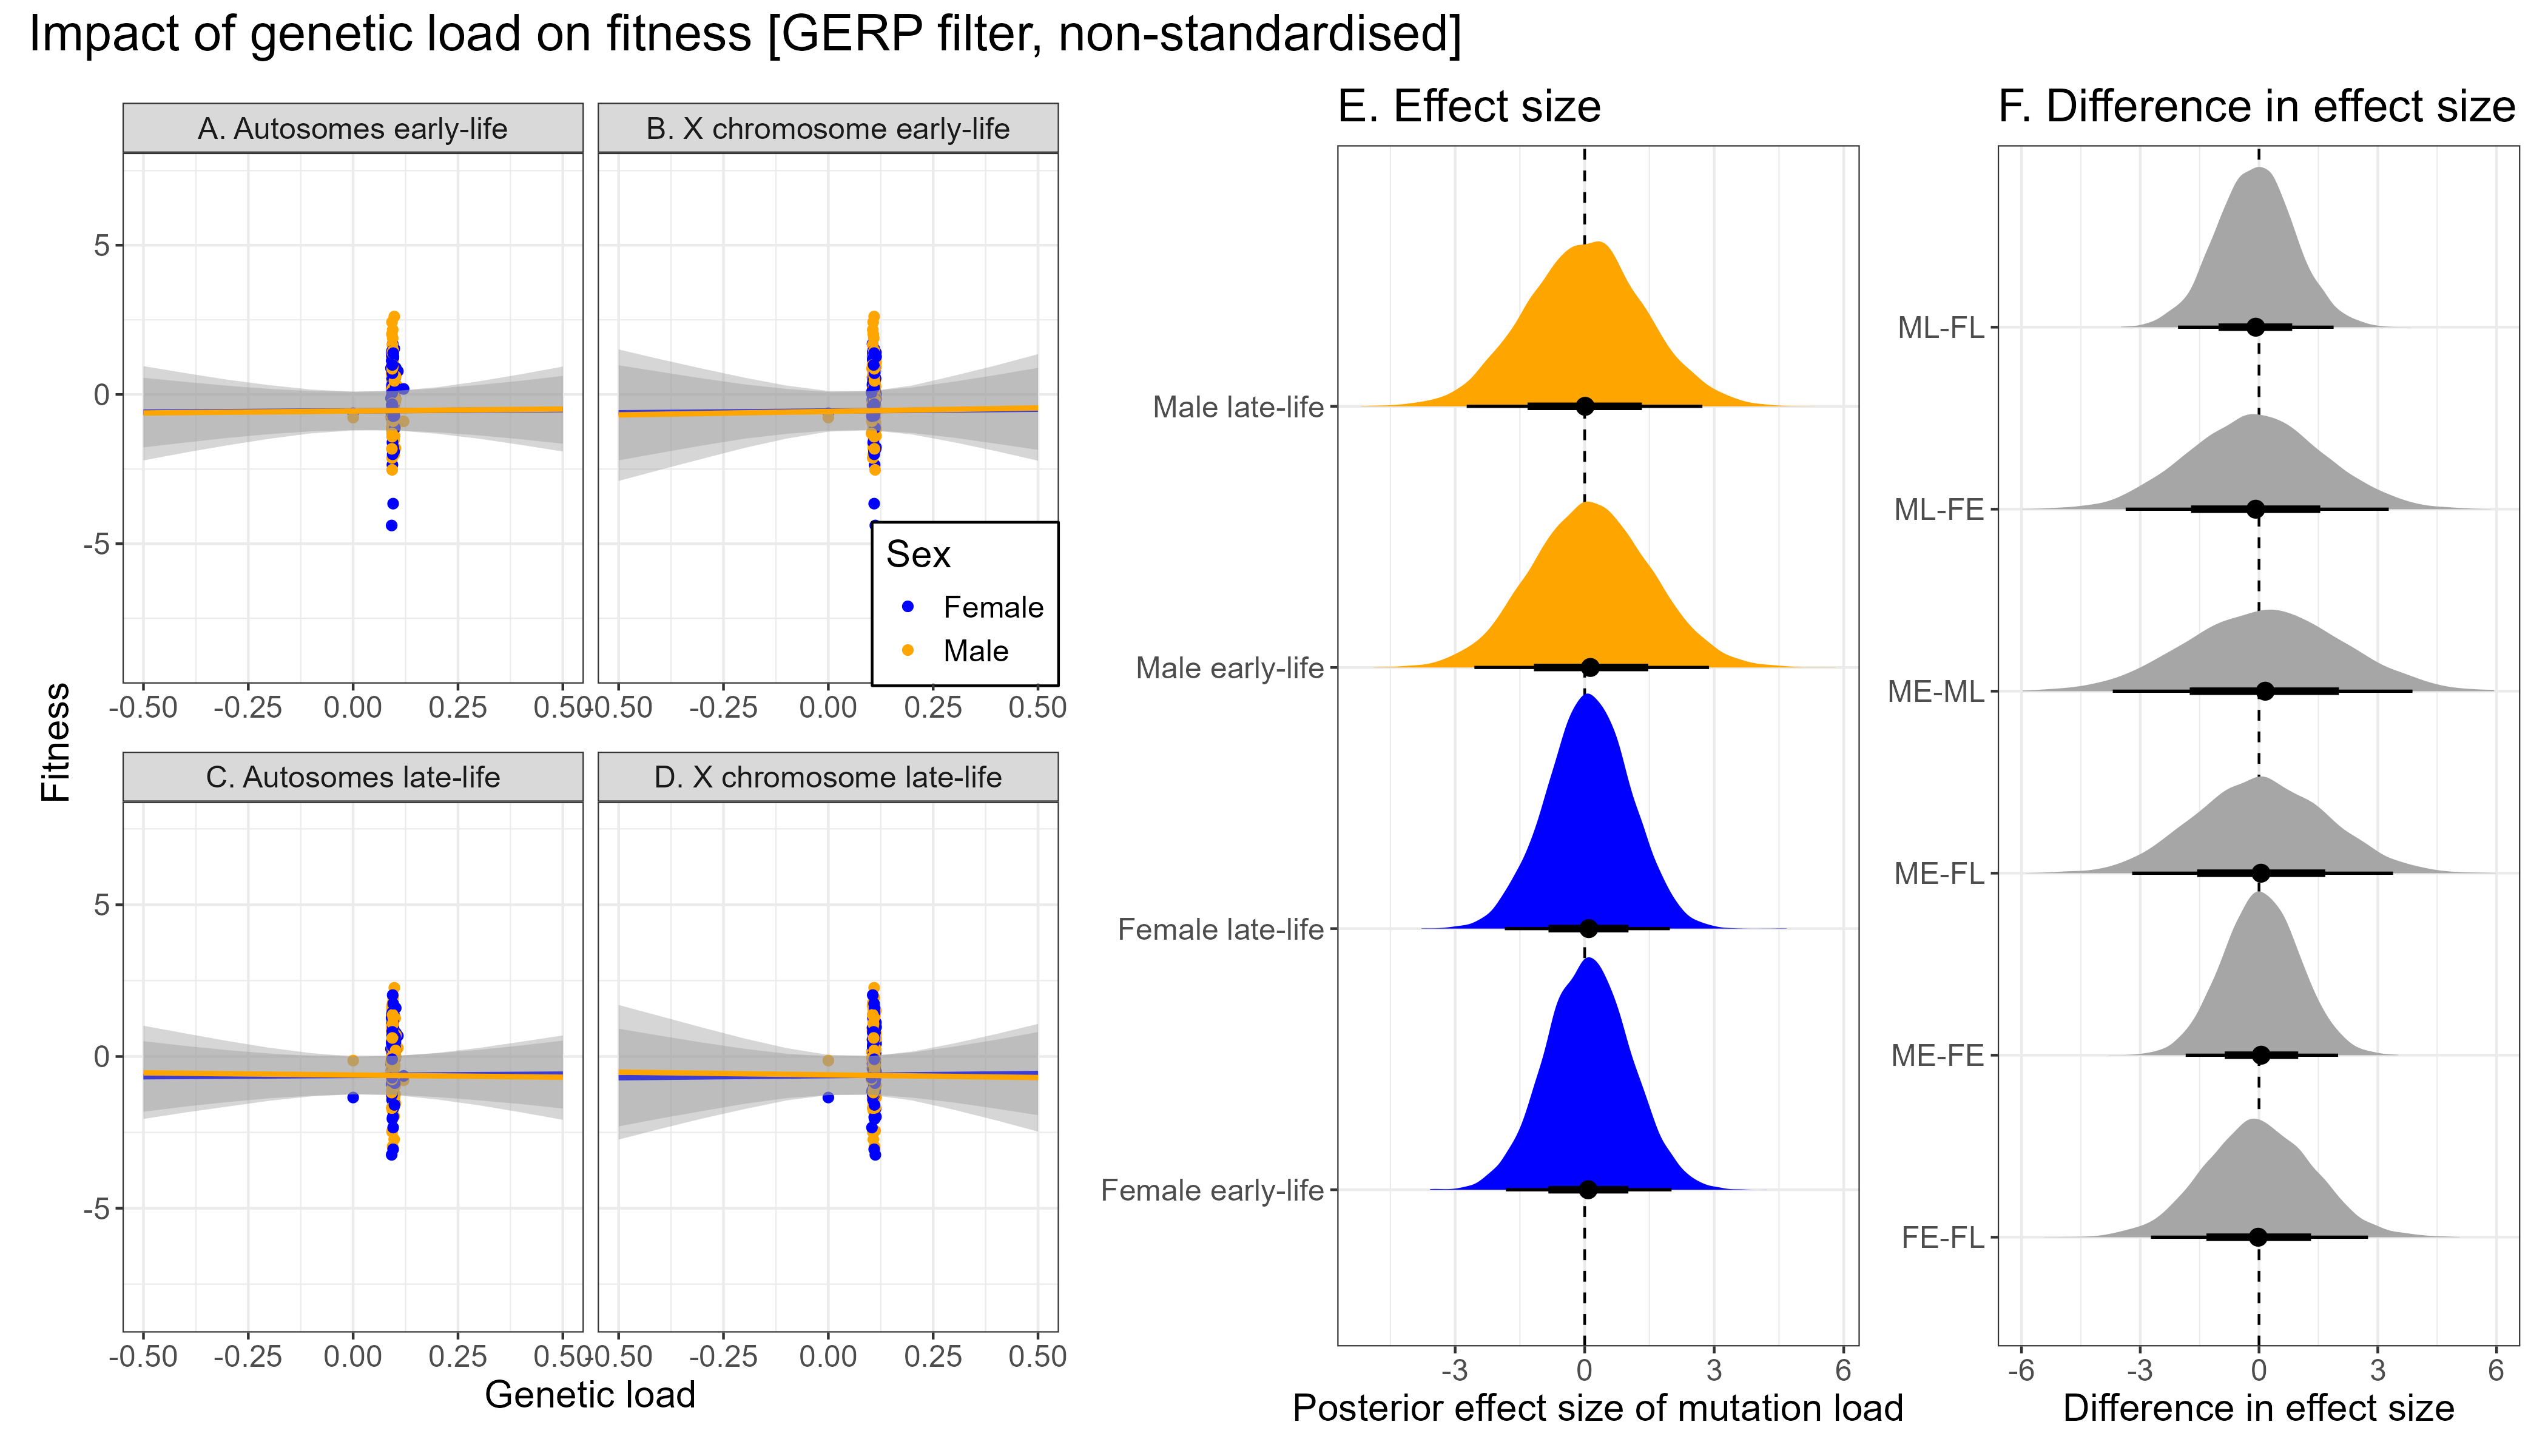 Impact of genetic load on fitness [GERP filter, non-standardised]
A. Autosomes early-life
B. X chromosome early-life
5
0
-5
-0.50 -0.25 0.00 0.25 0.50
-0.50 -0.25 0.00 0.25 0.50
Sex
Female
Male
C. Autosomes late-life
D. X chromosome late-life
5
0
-5
-0.50 -0.25 0.00 0.25 0.50
-0.50 -0.25 0.00 0.25 0.50
Fitness
Genetic load
E. Effect size
Male late-life
Male early-life
Female late-life
Female early-life
-3 0 3 6
Posterior effect size of mutation load
F. Difference in effect size
ML-FL
ML-FE
ME-ML
ME-FL
ME-FE
FE-FL
-6 -3 0 3 6
Difference in effect size